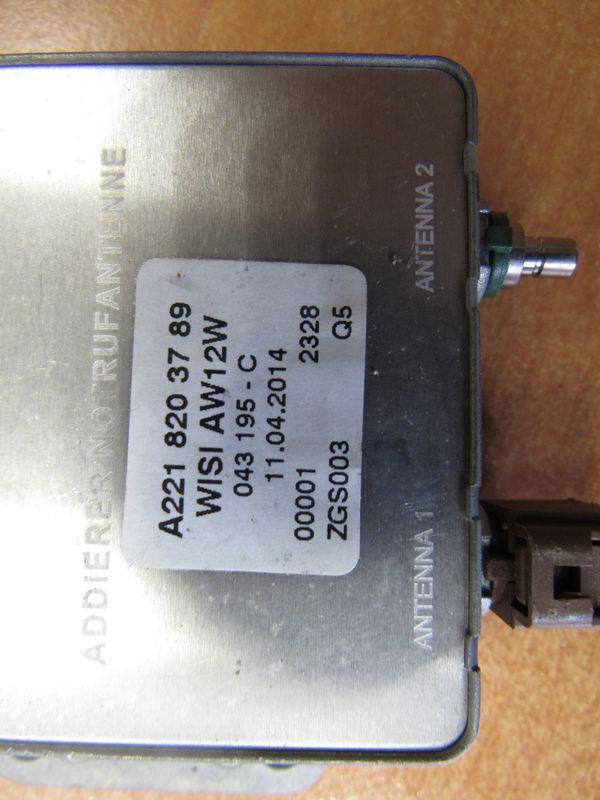 ADDIERER NOTRUFANTENNE
A221 820 37 89
WISI AW12W
043 195 - C
11.04.2014
00001 2328
ZGS003 Q5
ANTENNA 1 ANTENNA 2